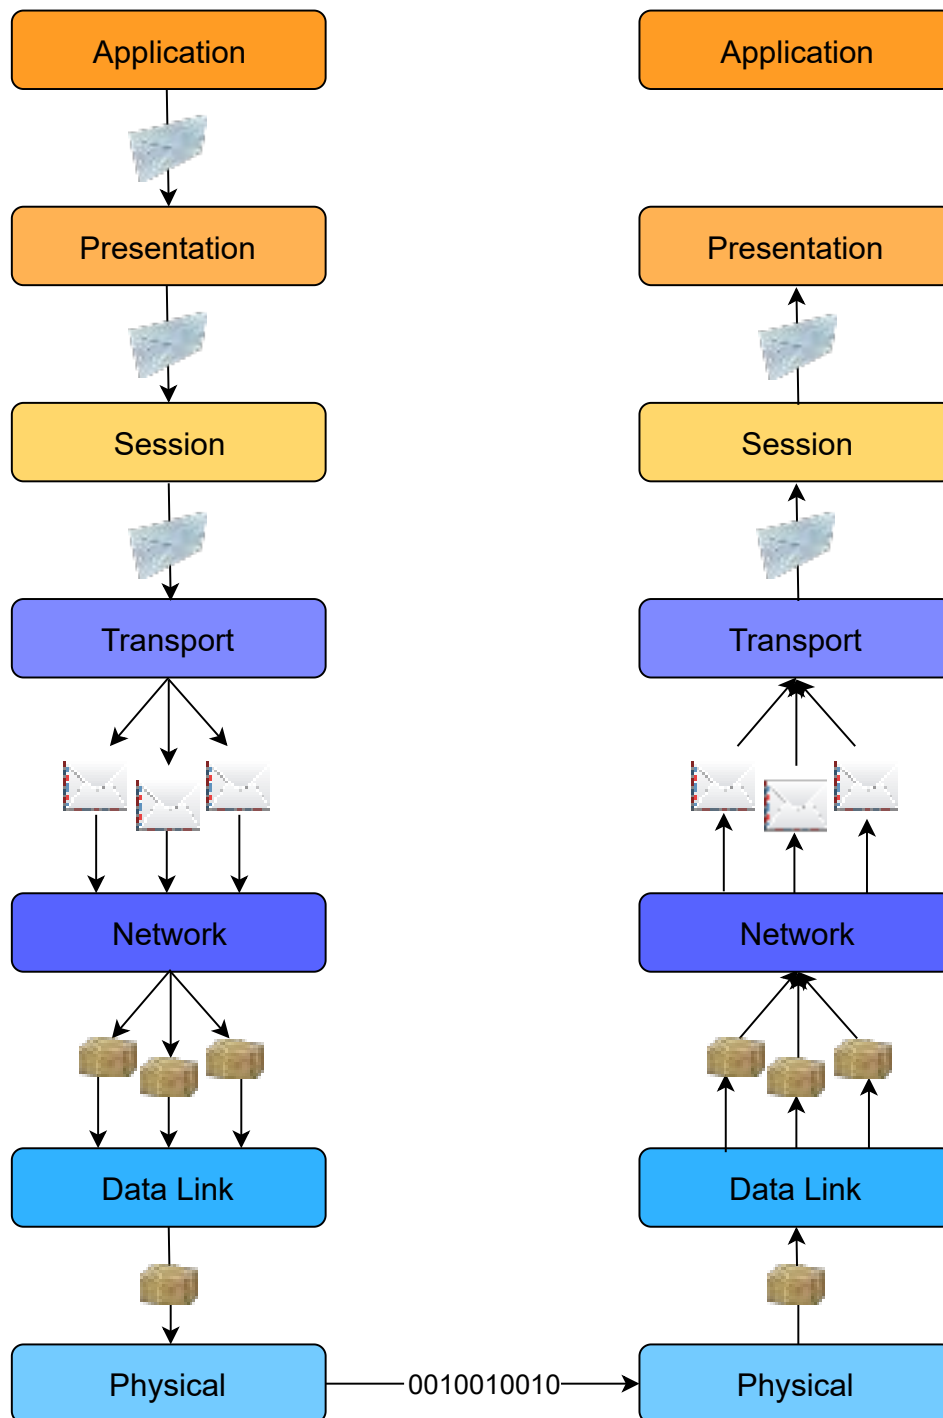 Application
Application
Presentation
Presentation
Session
Session
Transport
Transport
Network
Network
Data Link
Data Link
Physical
0010010010
Physical